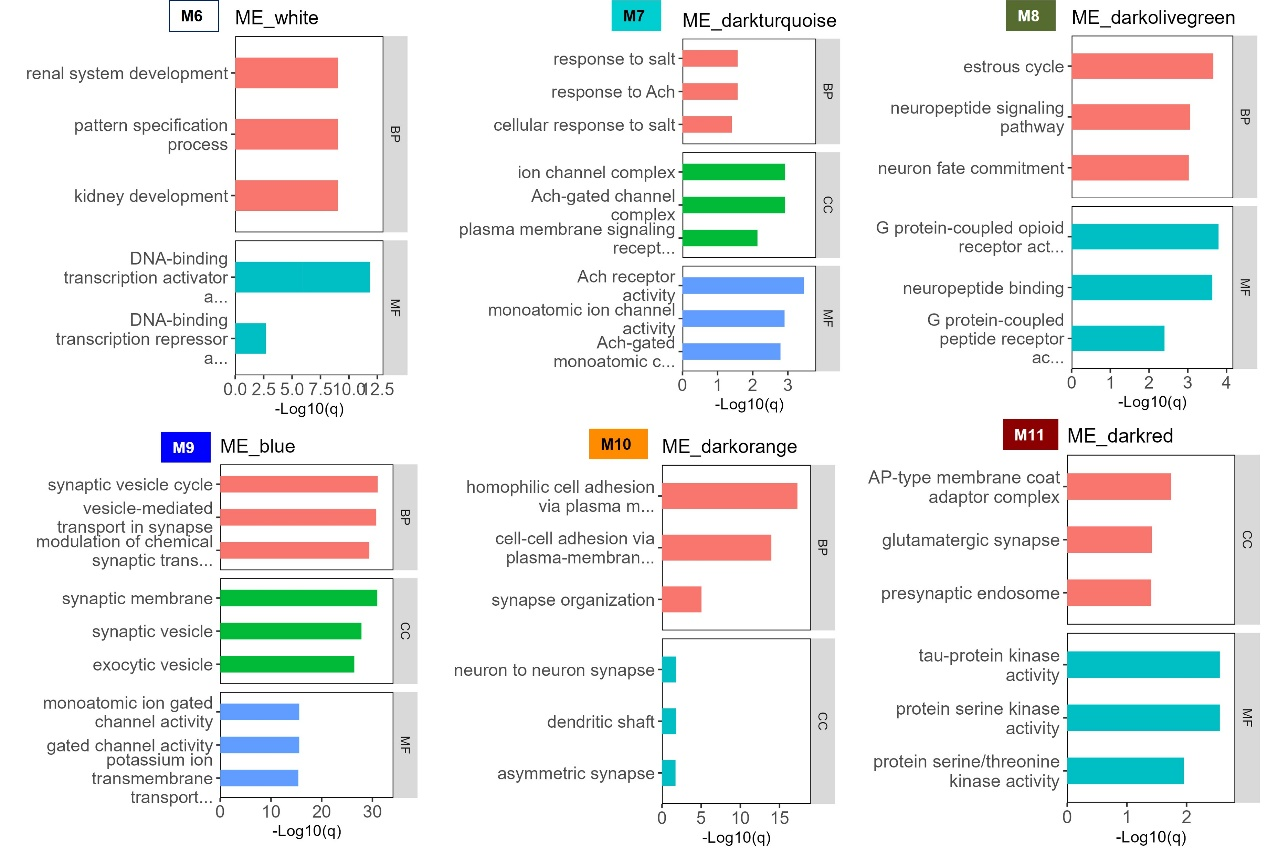 M6 ME_white
renal system development
pattern specification
process
kidney development
BP
DNA-binding
transcription activator
a...
DNA-binding
transcription repressor
a...
MF
0.0 2.5 5.0 7.5 10.0 12.5
-Log10(q)
M7 ME_darkturquoise
response to salt
response to Ach
cellular response to salt
BP
ion channel complex
Ach-gated channel
complex
plasma membrane signaling
recept...
CC
Ach receptor
activity
monoatomic ion channel
activity
Ach-gated
monoatomic c...
MF
0 1 2 3
-Log10(q)
M8 ME_darkolivegreen
estrous cycle
neuropeptide signaling
pathway
neuron fate commitment
BP
G protein-coupled opioid
receptor act...
neuropeptide binding
G protein-coupled
peptide receptor
ac...
MF
0 1 2 3 4
-Log10(q)
M9 ME_blue
synaptic vesicle cycle
vesicle-mediated
transport in synapse
modulation of chemical
synaptic trans...
BP
synaptic membrane
synaptic vesicle
exocytic vesicle
CC
monoatomic ion gated
channel activity
gated channel activity
potassium ion
transmembrane
transport...
MF
0 10 20 30
-Log10(q)
M10 ME_darkorange
homophilic cell adhesion
via plasma m...
cell-cell adhesion via
plasma-membran...
synapse organization
BP
neuron to neuron synapse
dendritic shaft
asymmetric synapse
CC
0 5 10 15
-Log10(q)
M11 ME_darkred
AP-type membrane coat
adaptor complex
glutamatergic synapse
presynaptic endosome
CC
tau-protein kinase
activity
protein serine kinase
activity
protein serine/threonine
kinase activity
MF
0 1 2
-Log10(q)